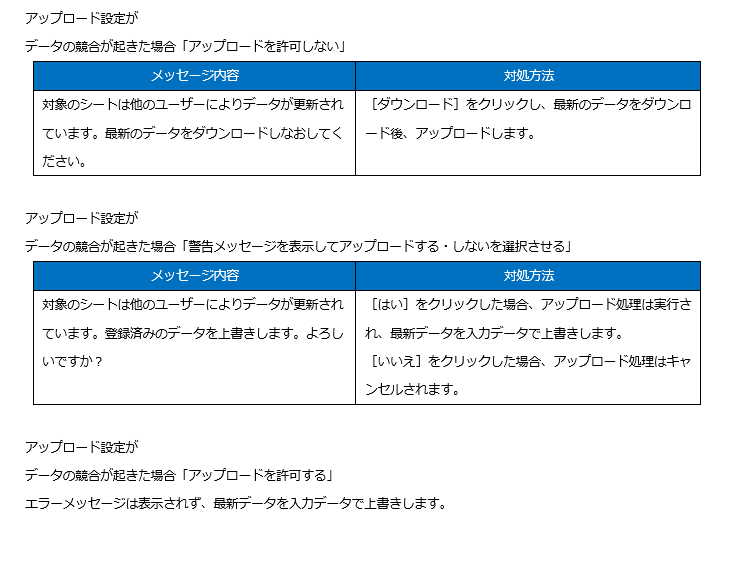 アップロード設定が
データの競合が起きた場合「アップロードを許可しない」
メッセージ内容
対処方法
対象のシートは他のユーザーによりデータが更新され
ています。最新のデータをダウンロードしなおしてく
ださい。
［ダウンロード］をクリックし、最新のデータをダウンロ
ード後、アップロードします。
アップロード設定が
データの競合が起きた場合「警告メッセージを表示してアップロードする・しないを選択させる」
メッセージ内容
対処方法
対象のシートは他のユーザーによりデータが更新され
ています。登録済みのデータを上書きします。よろし
いですか？
［はい］をクリックした場合、アップロード処理は実行さ
れ、最新データを入力データで上書きします。
［いいえ］をクリックした場合、アップロード処理はキャ
ンセルされます。
アップロード設定が
データの競合が起きた場合「アップロードを許可する」
エラーメッセージは表示されず、最新データを入力データで上書きします。